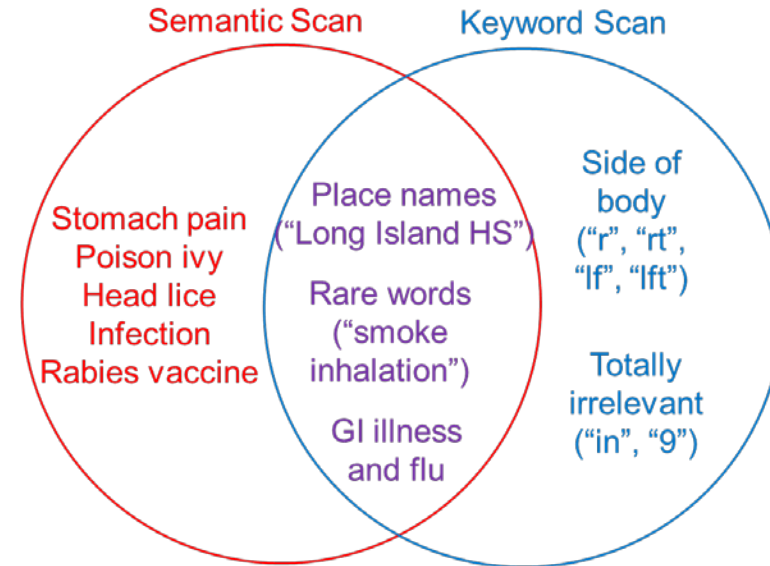 Semantic Scan
Keyword Scan
Stomach pain
Poison ivy
Head lice
Infection
Rabies vaccine
Place names
(“Long Island HS”)
Rare words
(“smoke
inhalation”)
GI illness
and flu
Side of
body
(“r”, “rt”,
“lf”, “lft”)
Totally
irrelevant
(“in”, “9”)